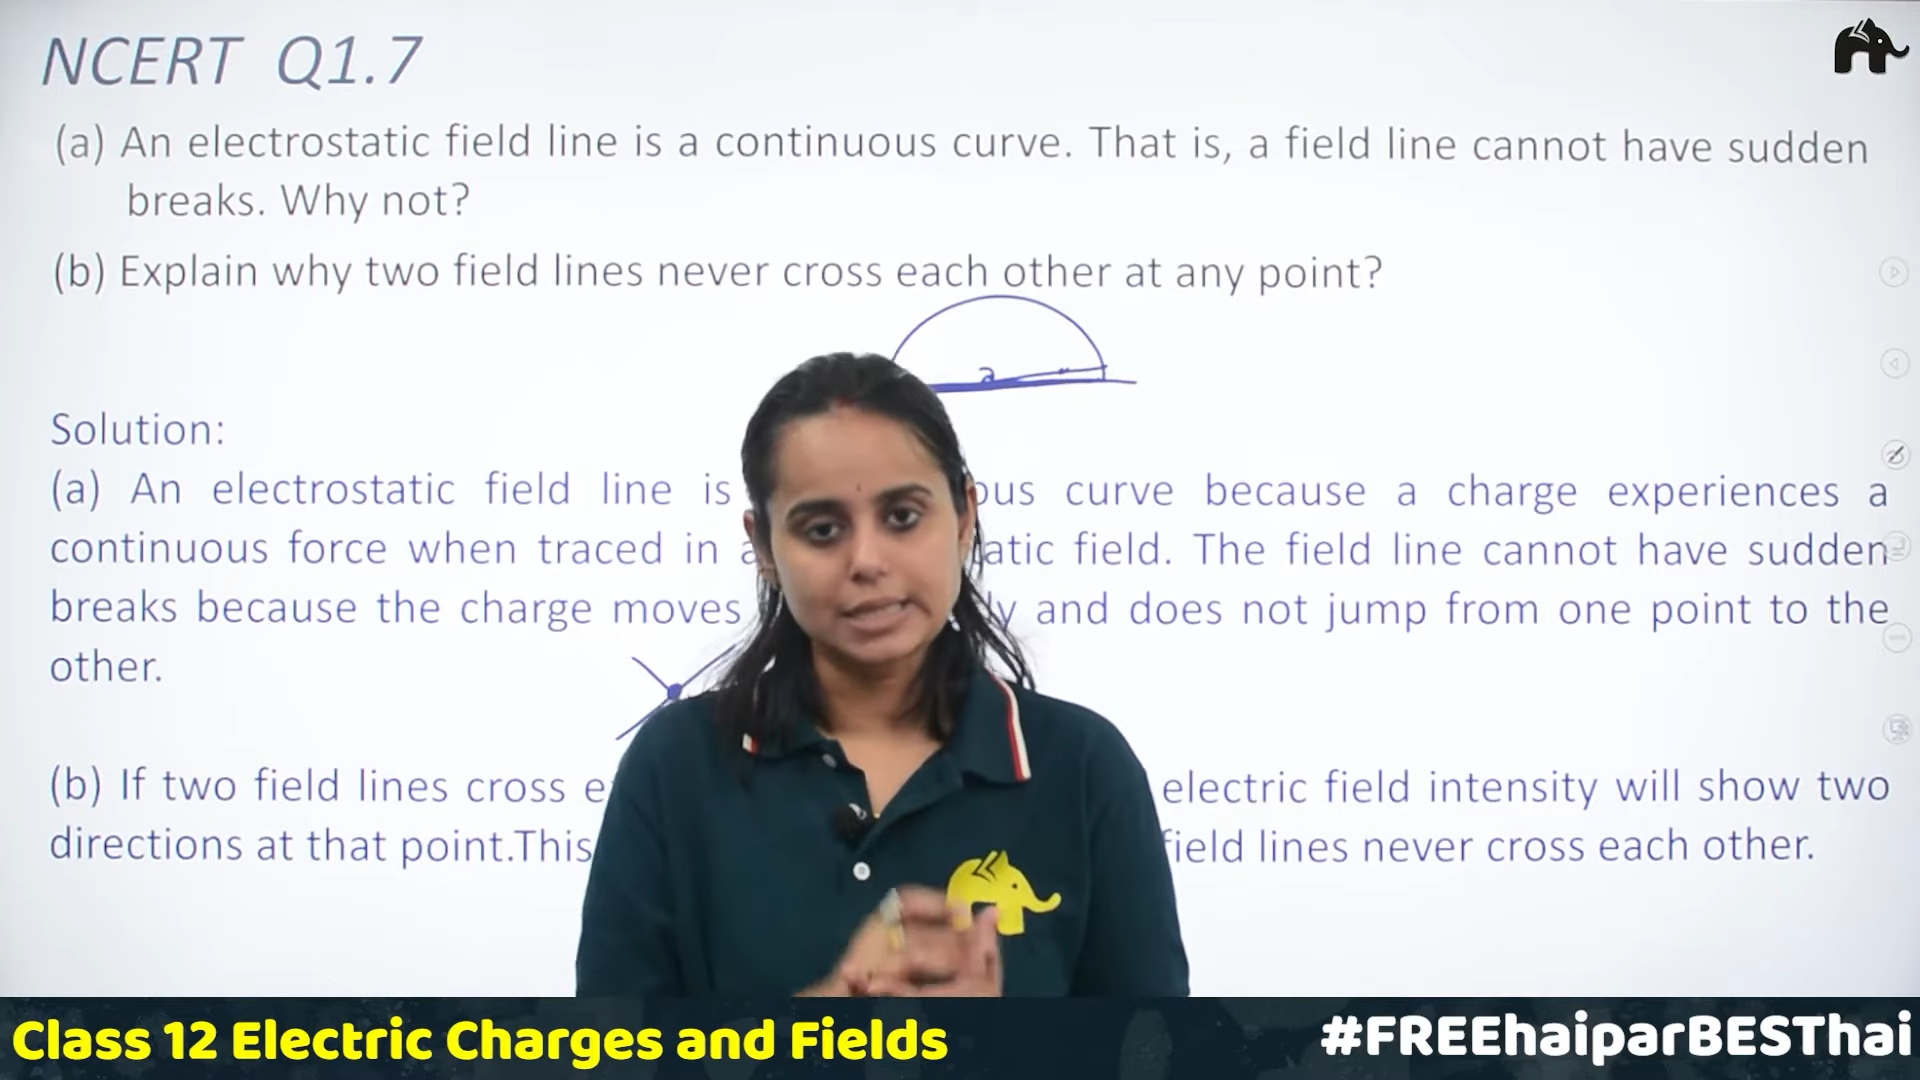 NCERT Q1.7
(a) An electrostatic field line is a continuous curve. That is, a field line cannot have sudden
breaks. Why not?
(b) Explain why two field lines never cross each other at any point?
Solution:
(a) An electrostatic field line is ous curve because a charge experiences a
continuous force when traced in a atic field. The field line cannot have sudden
breaks because the charge moves y and does not jump from one point to the
other.
(b) If two field lines cross e electric field intensity will show two
directions at that point.This field lines never cross each other.
Class 12 Electric Charges and Fields
#FREEhaiparBESThai